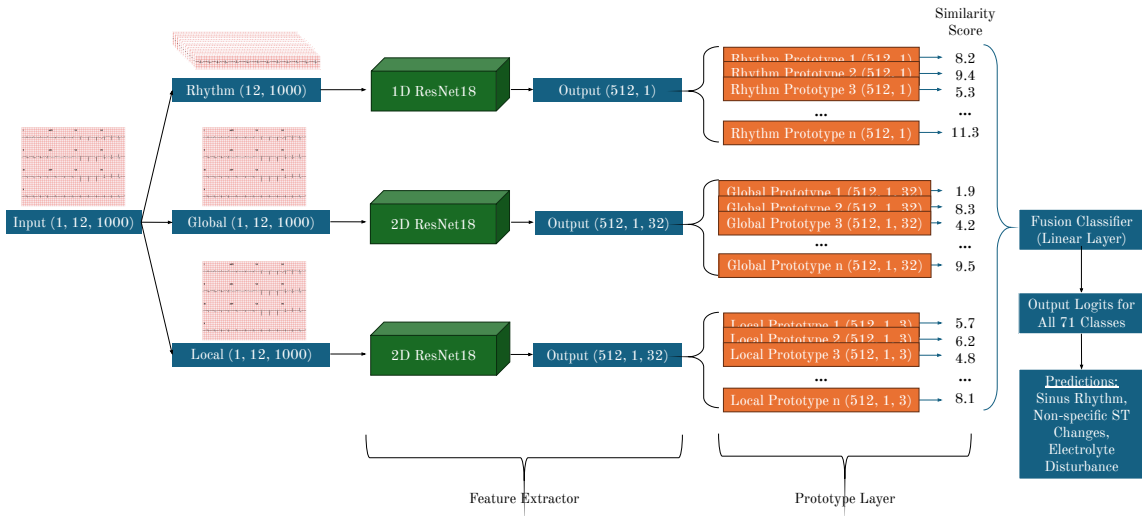 Similarity
Score
Rhythm (12, 1000)
1D ResNet18
Output (512, 1)
Rhythm Prototype 1 (512, 1)
8.2
Rhythm Prototype 2 (512, 1)
9.4
Rhythm Prototype 3 (512, 1)
5.3
...
...
Rhythm Prototype n (512, 1)
11.3
Input (1, 12, 1000)
Global (1, 12, 1000)
2D ResNet18
Output (512, 1, 32)
Global Prototype 1 (512, 1, 32)
1.9
Global Prototype 2 (512, 1, 32)
8.3
Global Prototype 3 (512, 1, 32)
4.2
...
...
Global Prototype n (512, 1, 32)
9.5
Local (1, 12, 1000)
2D ResNet18
Output (512, 1, 32)
Local Prototype 1 (512, 1, 3)
5.7
Local Prototype 2 (512, 1, 3)
6.2
Local Prototype 3 (512, 1, 3)
4.8
...
...
Local Prototype n (512, 1, 3)
8.1
Fusion Classifier
(Linear Layer)
Output Logits for
All 71 Classes
Predictions:
Sinus Rhythm,
Non-specific ST
Changes,
Electrolyte
Disturbance
Feature Extractor
Prototype Layer